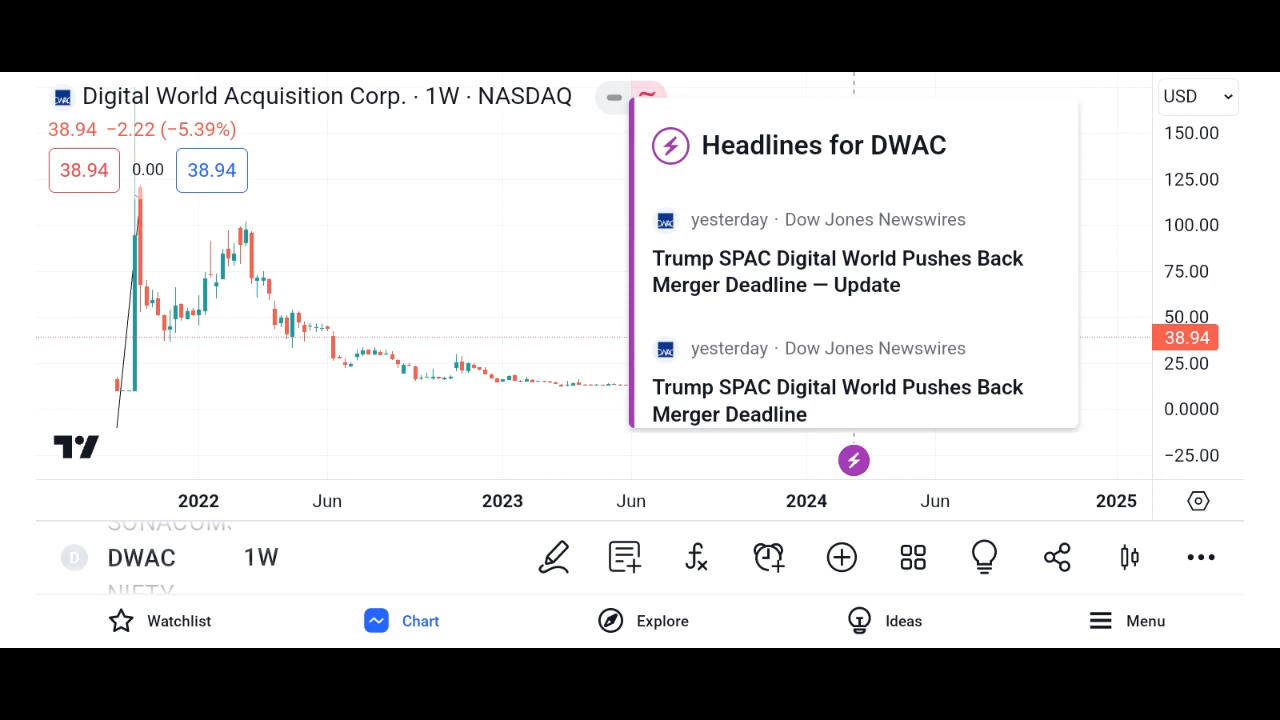 Digital World Acquisition Corp. · 1W · NASDAQ
38.94 −2.22 (−5.39%)
38.94 0.00 38.94
Headlines for DWAC
yesterday · Dow Jones Newswires
Trump SPAC Digital World Pushes Back
Merger Deadline — Update
yesterday · Dow Jones Newswires
Trump SPAC Digital World Pushes Back
Merger Deadline
USD
150.00
125.00
100.00
75.00
50.00
38.94
25.00
0.0000
−25.00
2022 Jun 2023 Jun 2024 Jun 2025
D DWAC 1W
NIFTY
Watchlist Chart Explore Ideas Menu